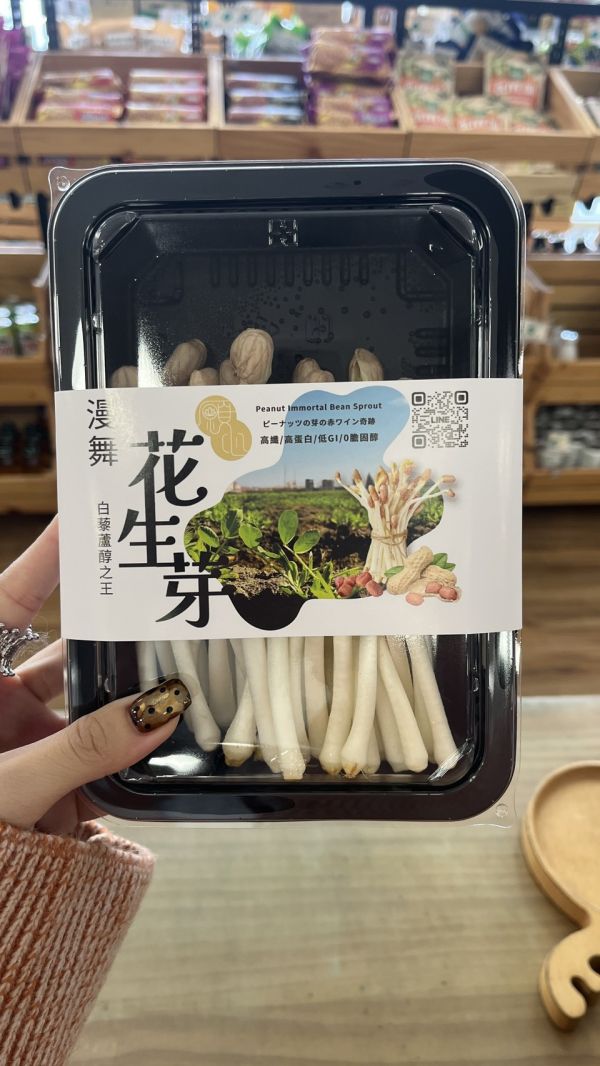 漫舞
花生芽
白藜蘆醇之王
Peanut Immortal Bean Sprout
ピーナッツの芽の赤ワイン奇跡
高纖/高蛋白/低GI/0膽固醇
LINE